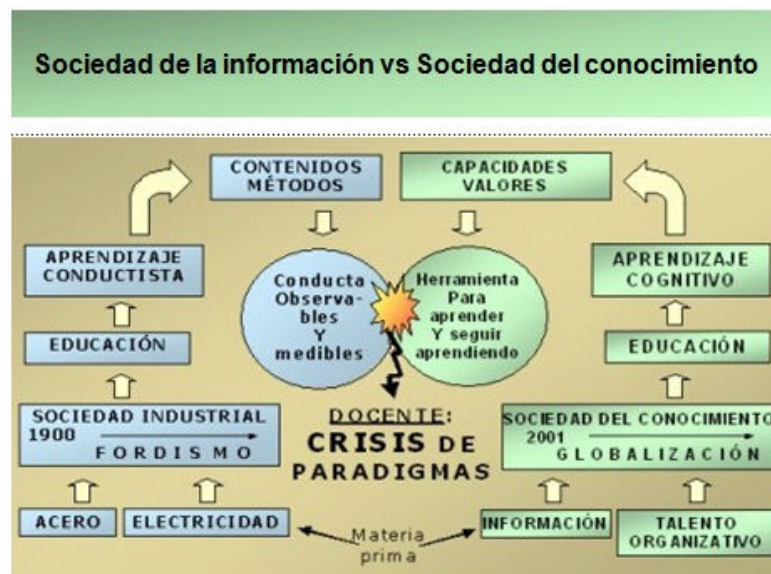 Sociedad de la información vs Sociedad del conocimiento
CONTENIDOS
MÉTODOS
CAPACIDADES
VALORES
APRENDIZAJE
CONDUCTISTA
Conducta
Observa-
bles
Y
medibles
Herramienta
Para
aprender
Y seguir
aprendiendo
APRENDIZAJE
COGNITIVO
EDUCACIÓN
EDUCACIÓN
SOCIEDAD INDUSTRIAL
1900
FORDISMO
DOCENTE:
CRISIS DE
PARADIGMAS
SOCIEDAD DEL CONOCIMIENTO
2001
GLOBALIZACIÓN
ACERO
ELECTRICIDAD
Materia
prima
INFORMACIÓN
TALENTO
ORGANIZATIVO